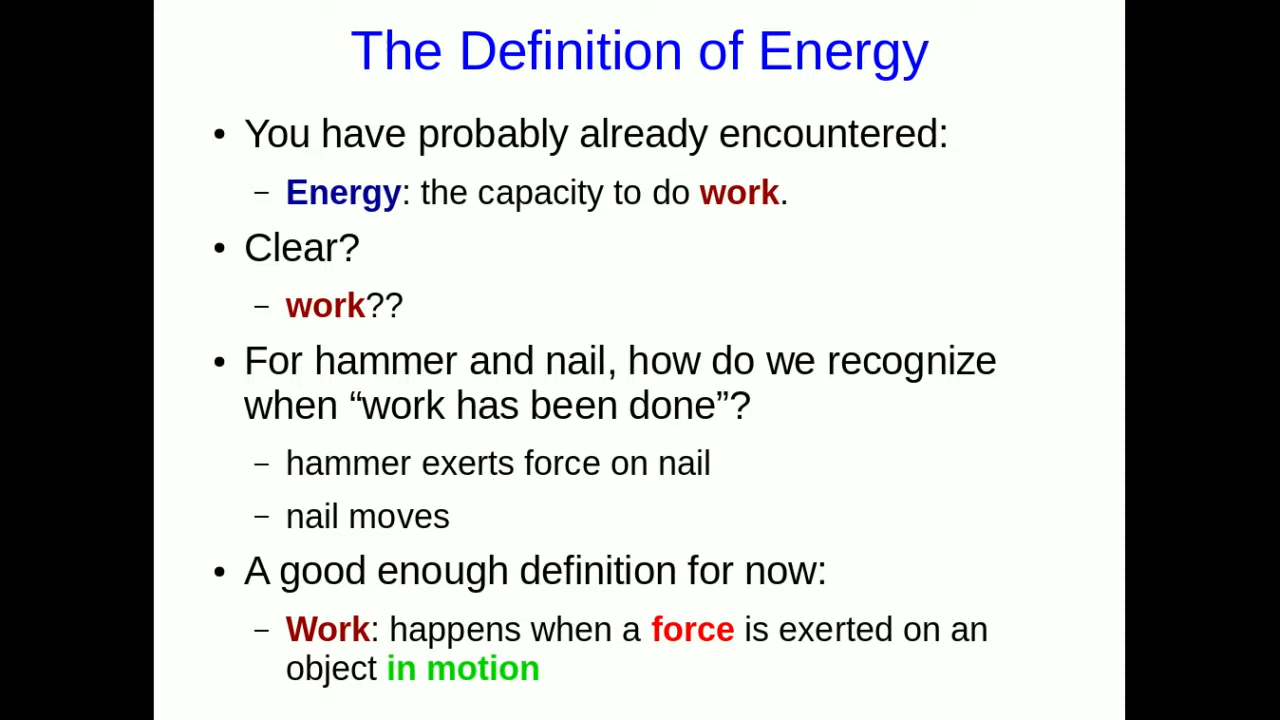 The Definition of Energy
• You have probably already encountered:
– Energy: the capacity to do work.
• Clear?
– work??
• For hammer and nail, how do we recognize
when “work has been done”?
– hammer exerts force on nail
– nail moves
• A good enough definition for now:
– Work: happens when a force is exerted on an
object in motion